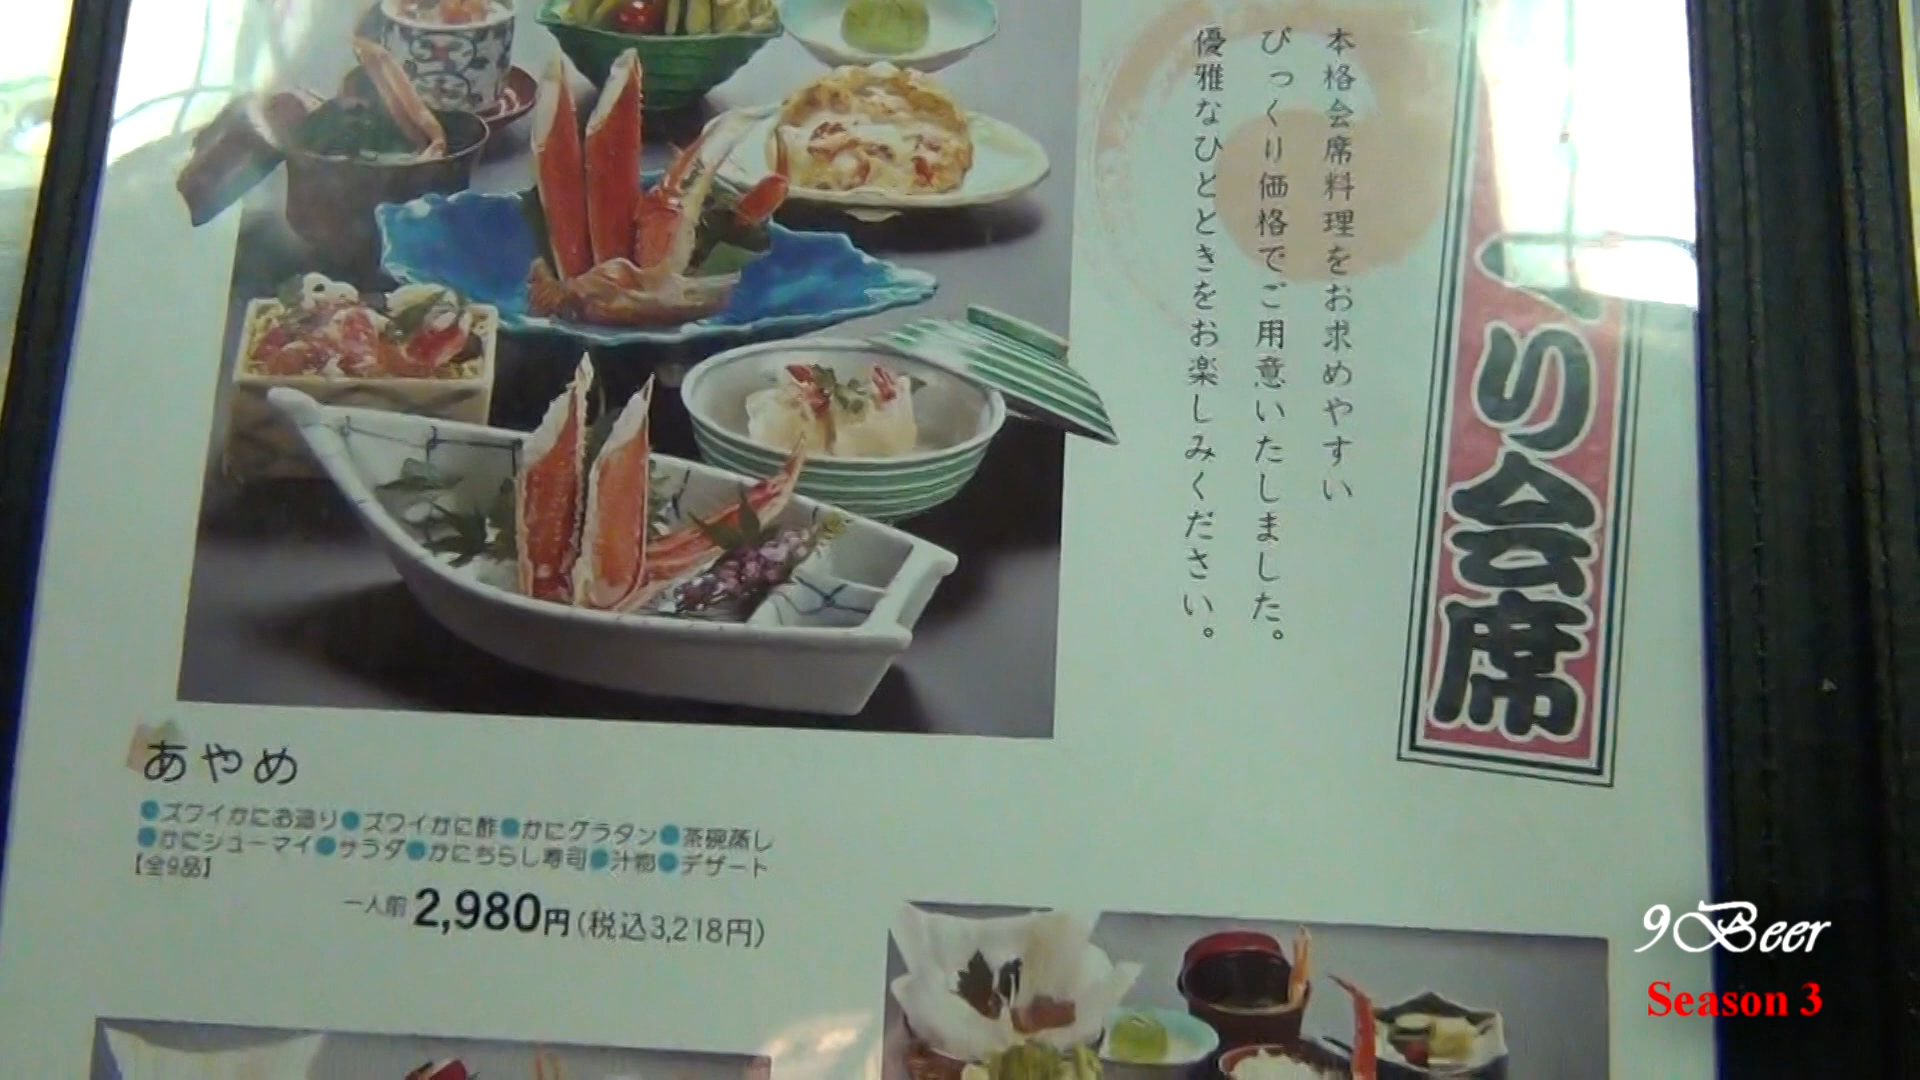 り会席
本格会席料理をお求めやすい
びっくり価格でご用意いたしました。
優雅なひとときをお楽しみください。
あやめ
●ズワイかにお造り●ズワイかに酢●かにグラタン●茶碗蒸し
●かにシューマイ●サラダ●かにちらし寿司●汁物●デザート
【全9品】
一人前 2,980円(税込3,218円)
9Beer
Season 3